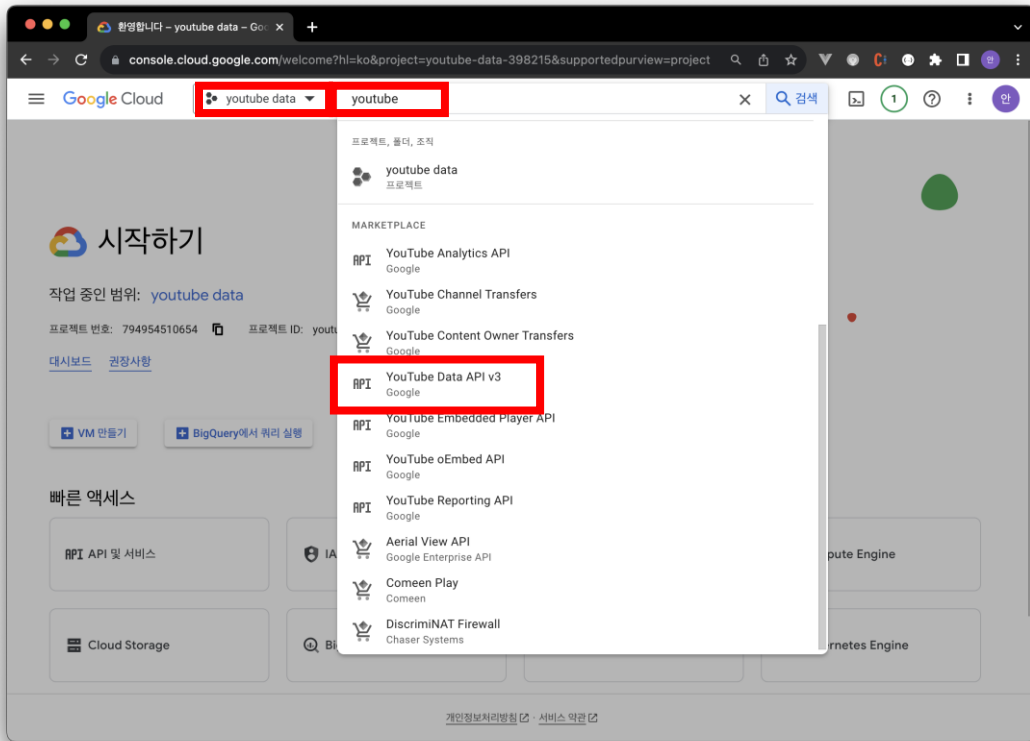 환영합니다 – youtube data – Goo
console.cloud.google.com/welcome?hl=ko&project=youtube-data-398215&supportedpurview=project
안
Google Cloud
youtube data
youtube
검색
1
안
프로젝트, 폴더, 조직
youtube data
프로젝트
MARKETPLACE
YouTube Analytics API
Google
YouTube Channel Transfers
Google
YouTube Content Owner Transfers
Google
YouTube Data API v3
Google
YouTube Embedded Player API
Google
YouTube oEmbed API
Google
YouTube Reporting API
Google
Aerial View API
Google Enterprise API
Comeen Play
Comeen
DiscrimiNAT Firewall
Chaser Systems
시작하기
작업 중인 범위: youtube data
프로젝트 번호: 794954510654 프로젝트 ID: youtu
대시보드 권장사항
VM 만들기 BigQuery에서 쿼리 실행
빠른 액세스
API API 및 서비스
IA
pute Engine
Cloud Storage
Bi
rnetes Engine
개인정보처리방침 · 서비스 약관